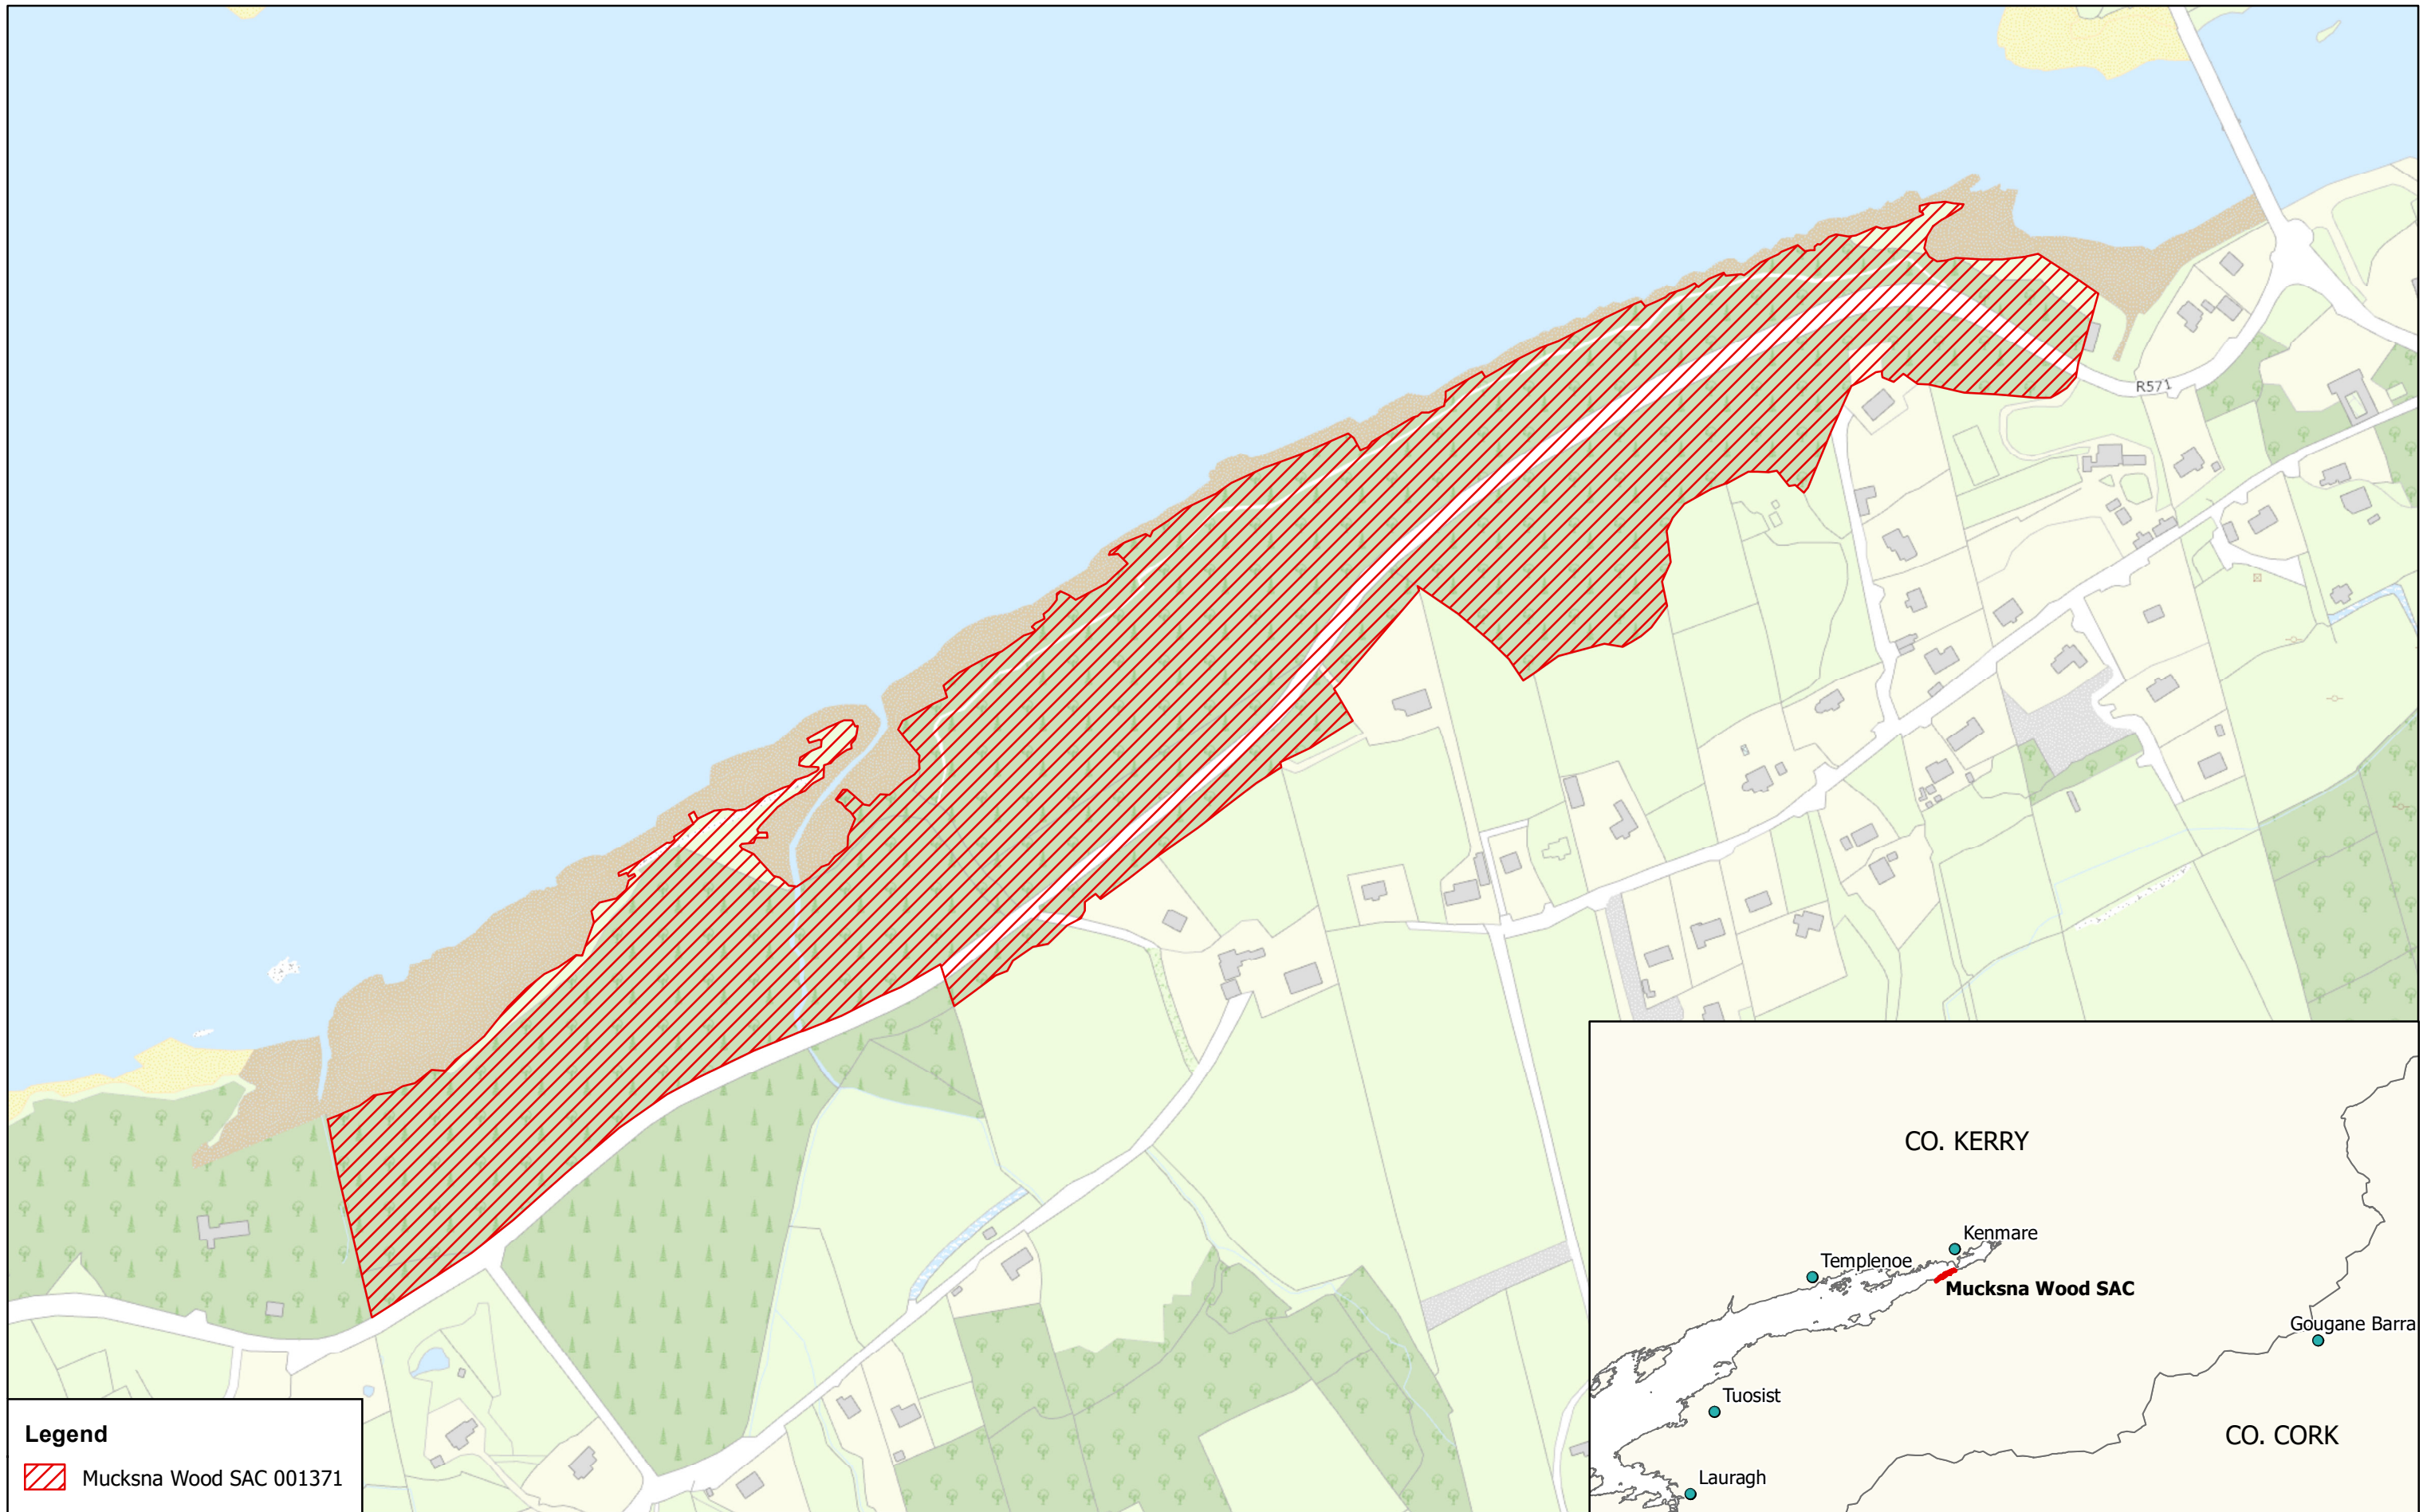 R571
CO. KERRY
Kenmare
Templenoe
Mucksna Wood SAC
Gougane Barra
Tuosist
CO. CORK
Lauragh
Legend
Mucksna Wood SAC 001371